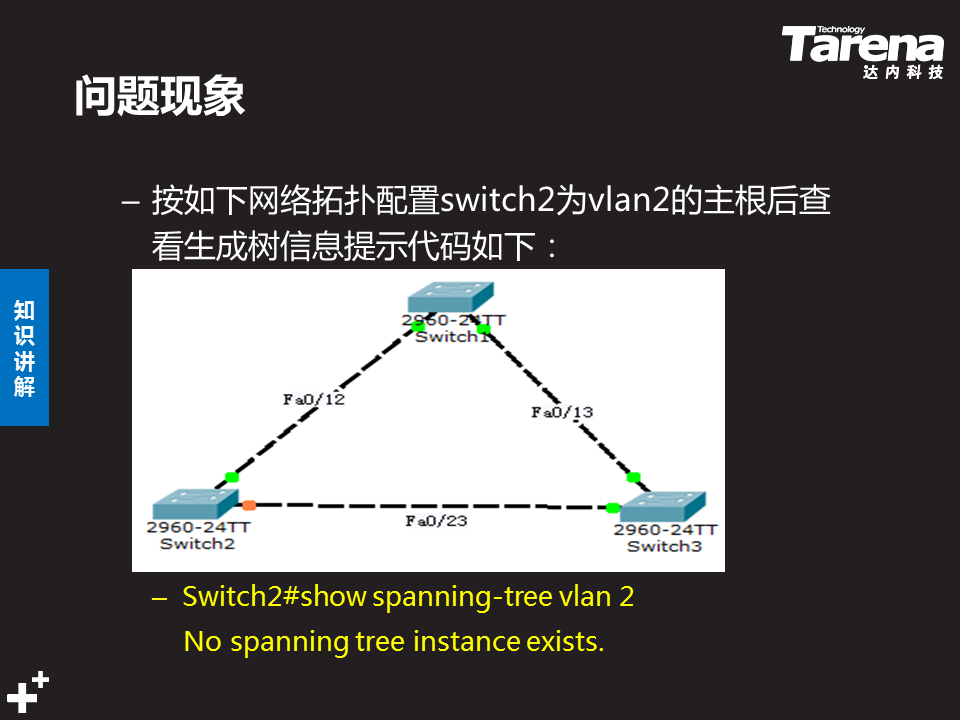 Technology
Tarena
达内科技
问题现象
– 按如下网络拓扑配置switch2为vlan2的主根后查
看生成树信息提示代码如下：
知
识
讲
解
2960-24TT
Switch1
Fa0/12
Fa0/13
2960-24TT
Switch2
Fa0/23
2960-24TT
Switch3
– Switch2#show spanning-tree vlan 2
No spanning tree instance exists.